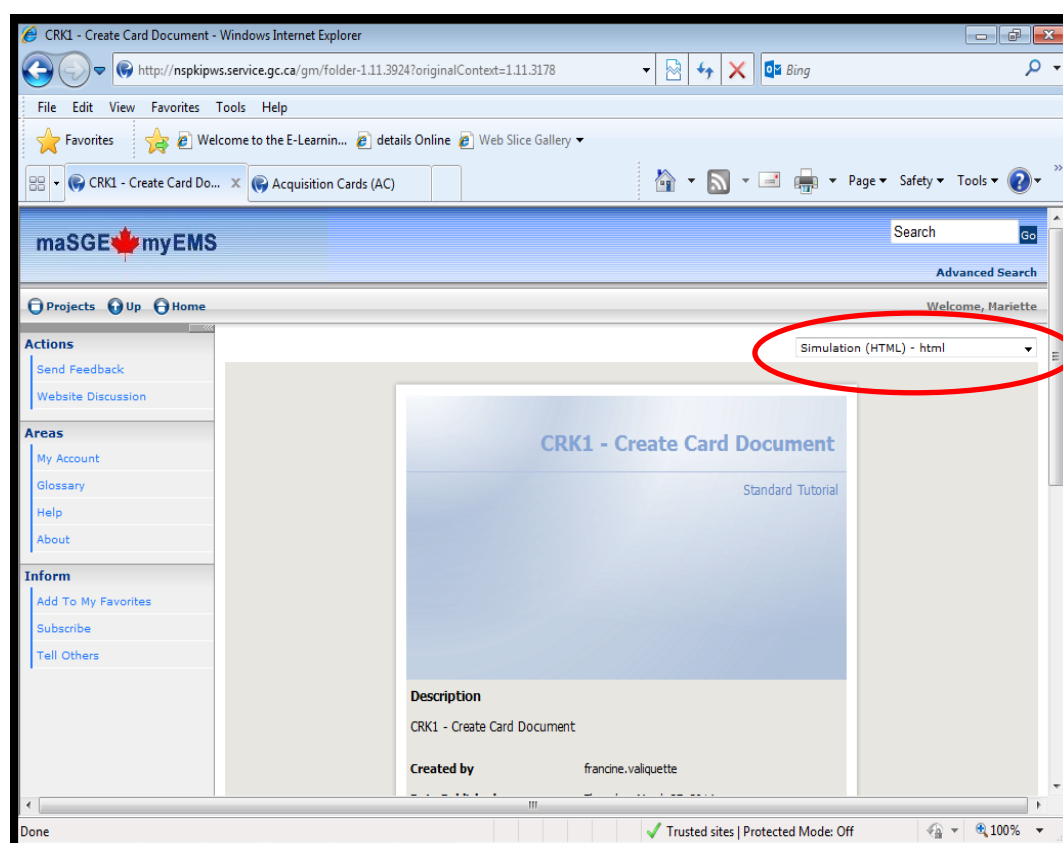 CRK1 - Create Card Document - Windows Internet Explorer
http://nspkipws.service.gc.ca/gm/folder-1.11.3924?originalContext=1.11.3178
Bing
File Edit View Favorites Tools Help
Favorites Welcome to the E-Learnin... details Online Web Slice Gallery
CRK1 - Create Card Do... X Acquisition Cards (AC)
Page Safety Tools
maSGE myEMS
Search Go
Advanced Search
Projects Up Home
Welcome, Mariette
Simulation (HTML) - html
Actions
Send Feedback
Website Discussion
Areas
My Account
Glossary
Help
About
Inform
Add To My Favorites
Subscribe
Tell Others
CRK1 - Create Card Document
Standard Tutorial
Description
CRK1 - Create Card Document
Created by francine.valiquette
Done
Trusted sites | Protected Mode: Off
100%